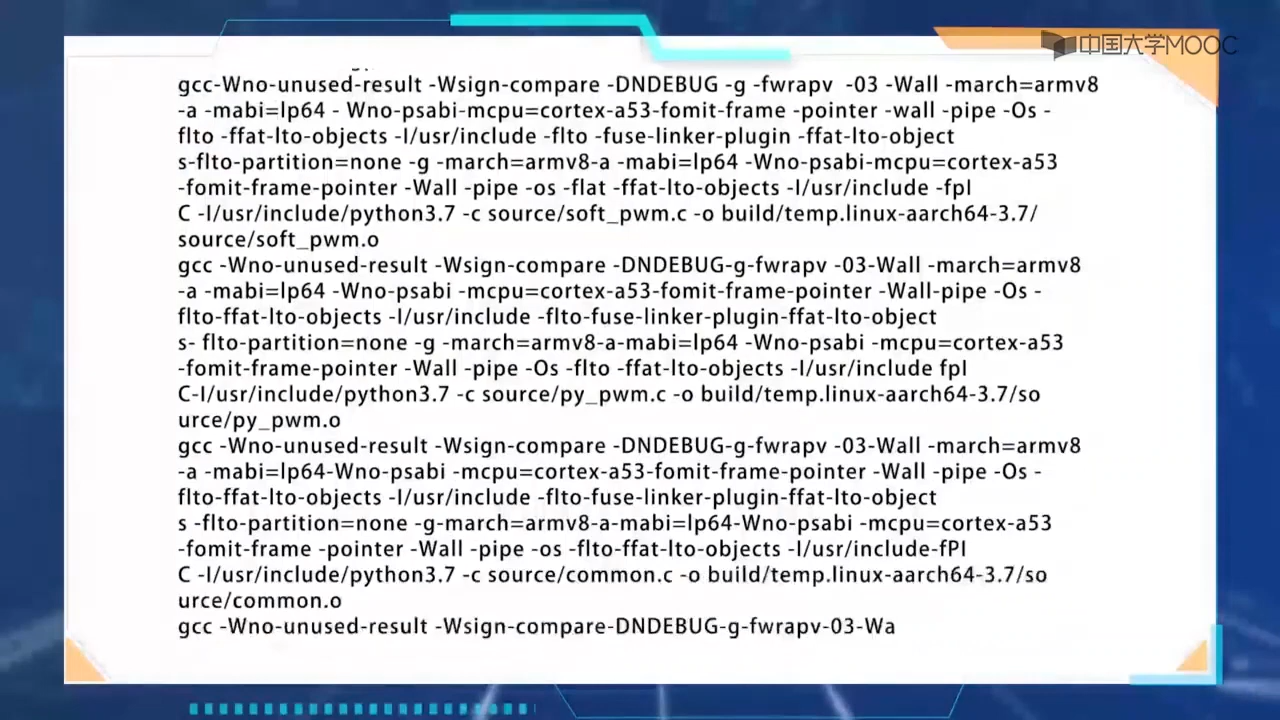 中国大学MOOC
gcc-Wno-unused-result -Wsign-compare -DNDEBUG -g -fwrapv -03 -Wall -march=armv8
-a -mabi=lp64 - Wno-psabi-mcpu=cortex-a53-fomit-frame -pointer -wall -pipe -Os -
flto -ffat-lto-objects -I/usr/include -flto -fuse-linker-plugin -ffat-lto-object
s-flto-partition=none -g -march=armv8-a -mabi=lp64 -Wno-psabi-mcpu=cortex-a53
-fomit-frame-pointer -Wall -pipe -os -flat -ffat-lto-objects -I/usr/include -fpI
C -I/usr/include/python3.7 -c source/soft_pwm.c -o build/temp.linux-aarch64-3.7/
source/soft_pwm.o
gcc -Wno-unused-result -Wsign-compare -DNDEBUG-g-fwrapv -03-Wall -march=armv8
-a -mabi=lp64 -Wno-psabi -mcpu=cortex-a53-fomit-frame-pointer -Wall-pipe -Os -
flto-ffat-lto-objects -I/usr/include -flto-fuse-linker-plugin-ffat-lto-object
s- flto-partition=none -g -march=armv8-a-mabi=lp64 -Wno-psabi -mcpu=cortex-a53
-fomit-frame-pointer -Wall -pipe -Os -flto -ffat-lto-objects -I/usr/include fpI
C-I/usr/include/python3.7 -c source/py_pwm.c -o build/temp.linux-aarch64-3.7/so
urce/py_pwm.o
gcc -Wno-unused-result -Wsign-compare -DNDEBUG-g-fwrapv -03-Wall -march=armv8
-a -mabi=lp64-Wno-psabi -mcpu=cortex-a53-fomit-frame-pointer -Wall -pipe -Os -
flto-ffat-lto-objects -I/usr/include -flto-fuse-linker-plugin-ffat-lto-object
s -flto-partition=none -g-march=armv8-a-mabi=lp64-Wno-psabi -mcpu=cortex-a53
-fomit-frame -pointer -Wall -pipe -os -flto-ffat-lto-objects -I/usr/include-fPI
C -I/usr/include/python3.7 -c source/common.c -o build/temp.linux-aarch64-3.7/so
urce/common.o
gcc -Wno-unused-result -Wsign-compare-DNDEBUG-g-fwrapv-03-Wa